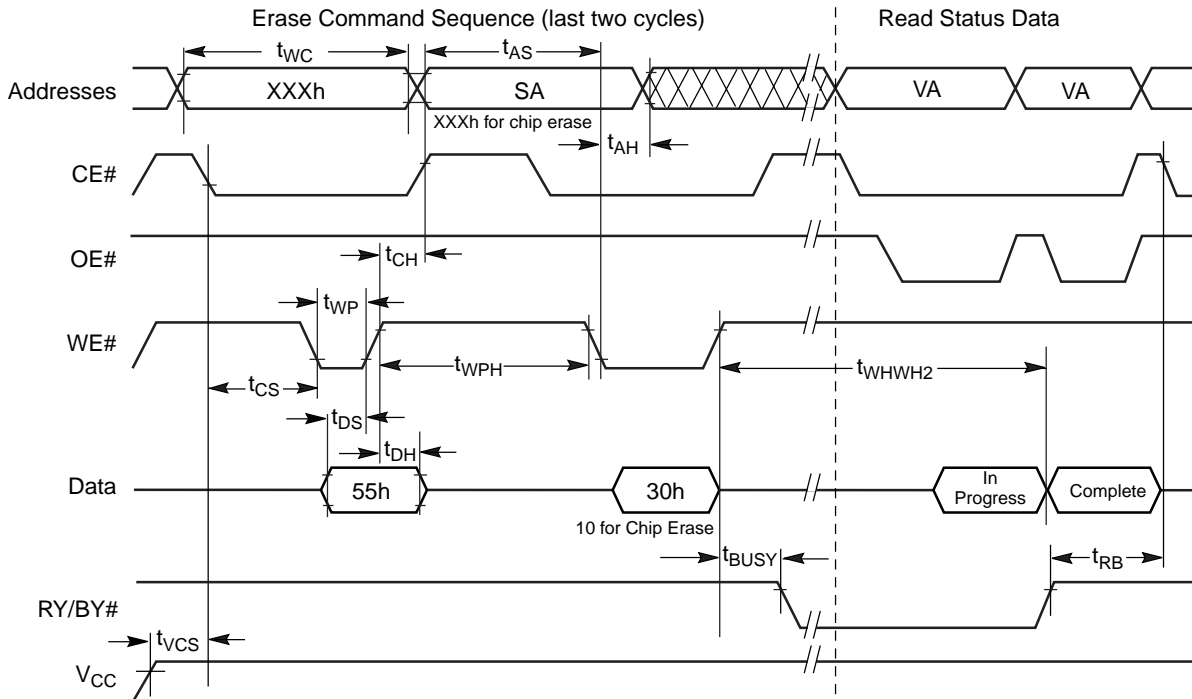 Erase Command Sequence (last two cycles) Read Status Data
tWC tAS
Addresses XXXh SA VA VA
XXXh for chip erase
tAH
CE#
OE#
tCH
tWP
WE#
tWPH tWHWH2
tCS
tDS
tDH
Data 55h 30h In Progress Complete
10 for Chip Erase
tBUSY tRB
RY/BY#
tVCS
VCC